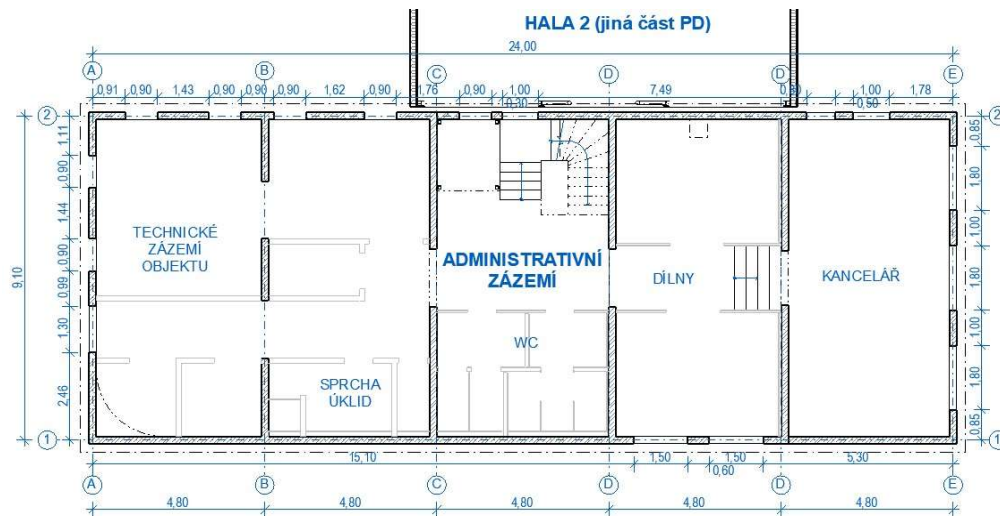 HALA 2 (jiná část PD)
24,00
A B C D D E
0,91 0,90 1,43 0,90 0,90 0,90 1,62 0,90 1,76 0,90 1,00 7,49 1,00 1,78
0,30 0,50
2 2
1,11 0,90 1,44 0,90 0,99 1,30 2,46
9,10
0,85 1,80 1,00 1,80 1,00 1,80 0,85
TECHNICKÉ
ZÁZEMÍ
OBJEKTU
ADMINISTRATIVNÍ
ZÁZEMÍ
DÍLNY
KANCELÁŘ
WC
SPRCHA
ÚKLID
1 1
15,10 1,50 1,50 5,30
0,60
A B C D D E
4,80 4,80 4,80 4,80 4,80